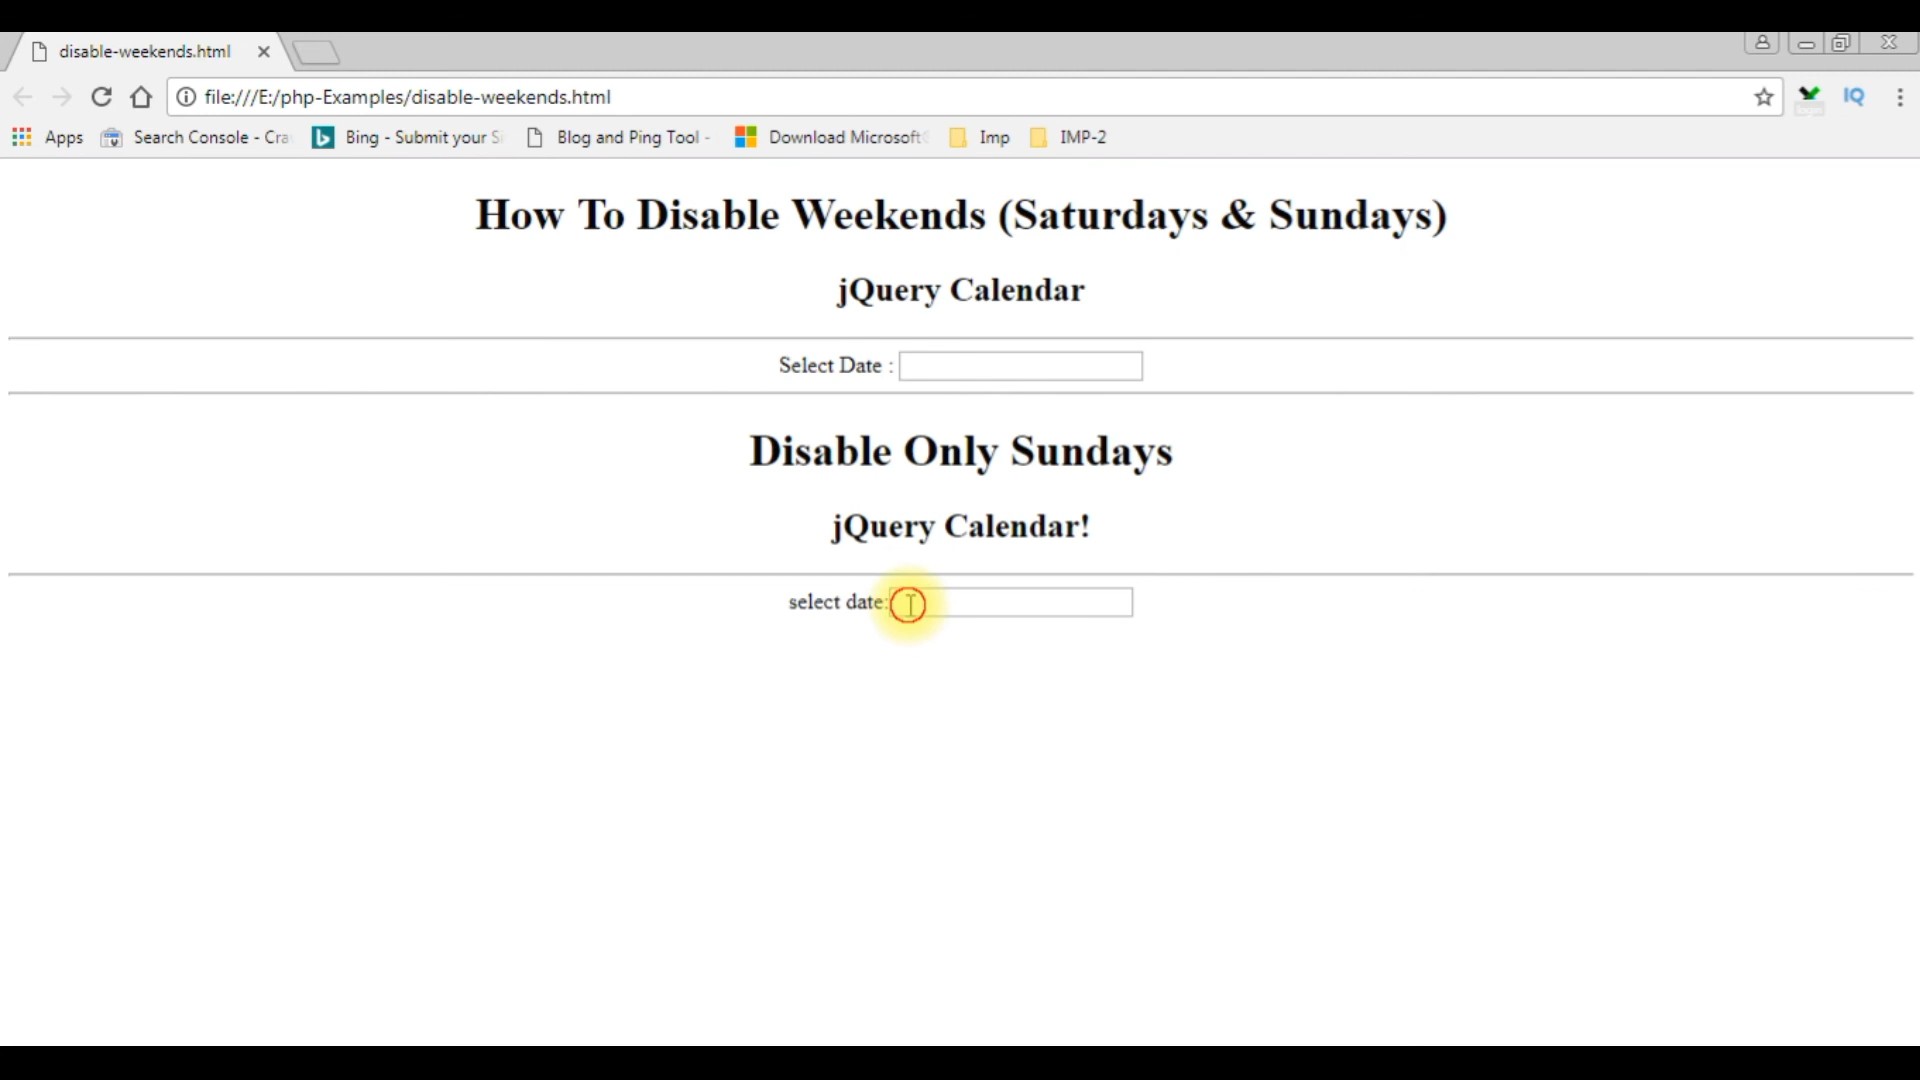 disable-weekends.html
file:///E:/php-Examples/disable-weekends.html
IQ
Apps Search Console - Cra Bing - Submit your Si Blog and Ping Tool - Download Microsoft Imp IMP-2
How To Disable Weekends (Saturdays & Sundays)
jQuery Calendar
Select Date :
Disable Only Sundays
jQuery Calendar!
select date: